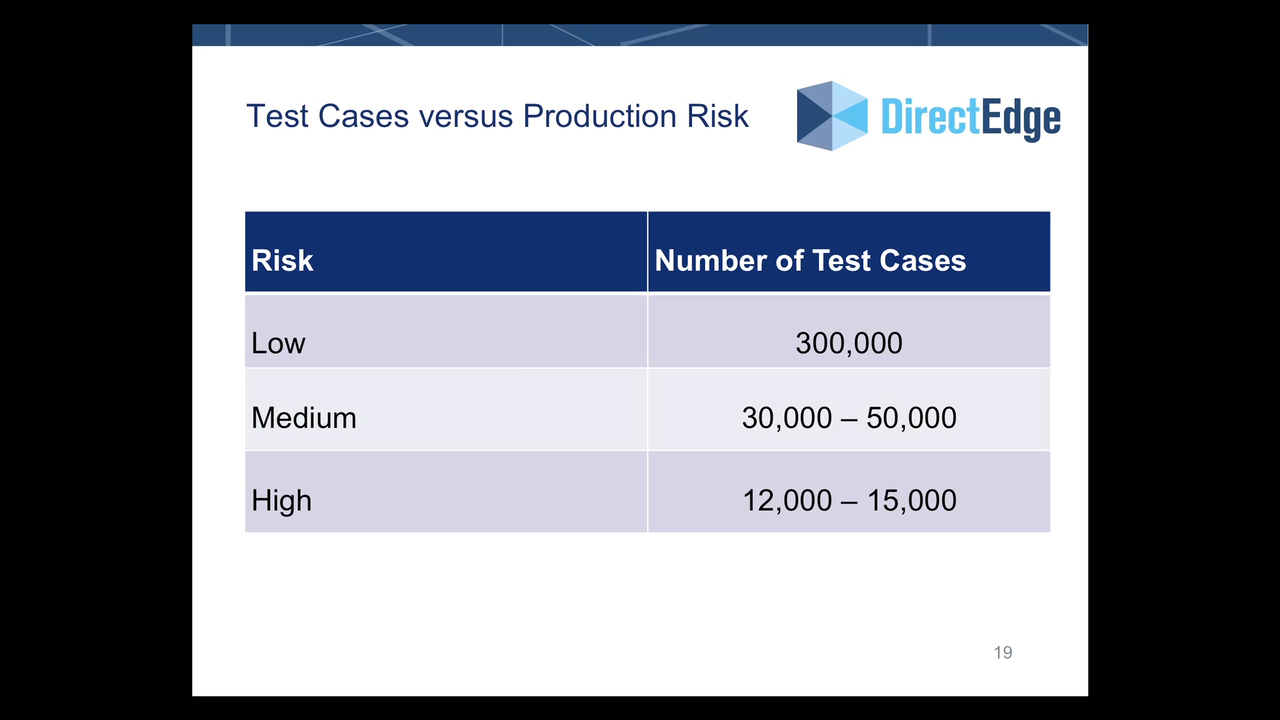 Test Cases versus Production Risk
DirectEdge
Risk Number of Test Cases
Low 300,000
Medium 30,000 – 50,000
High 12,000 – 15,000
19